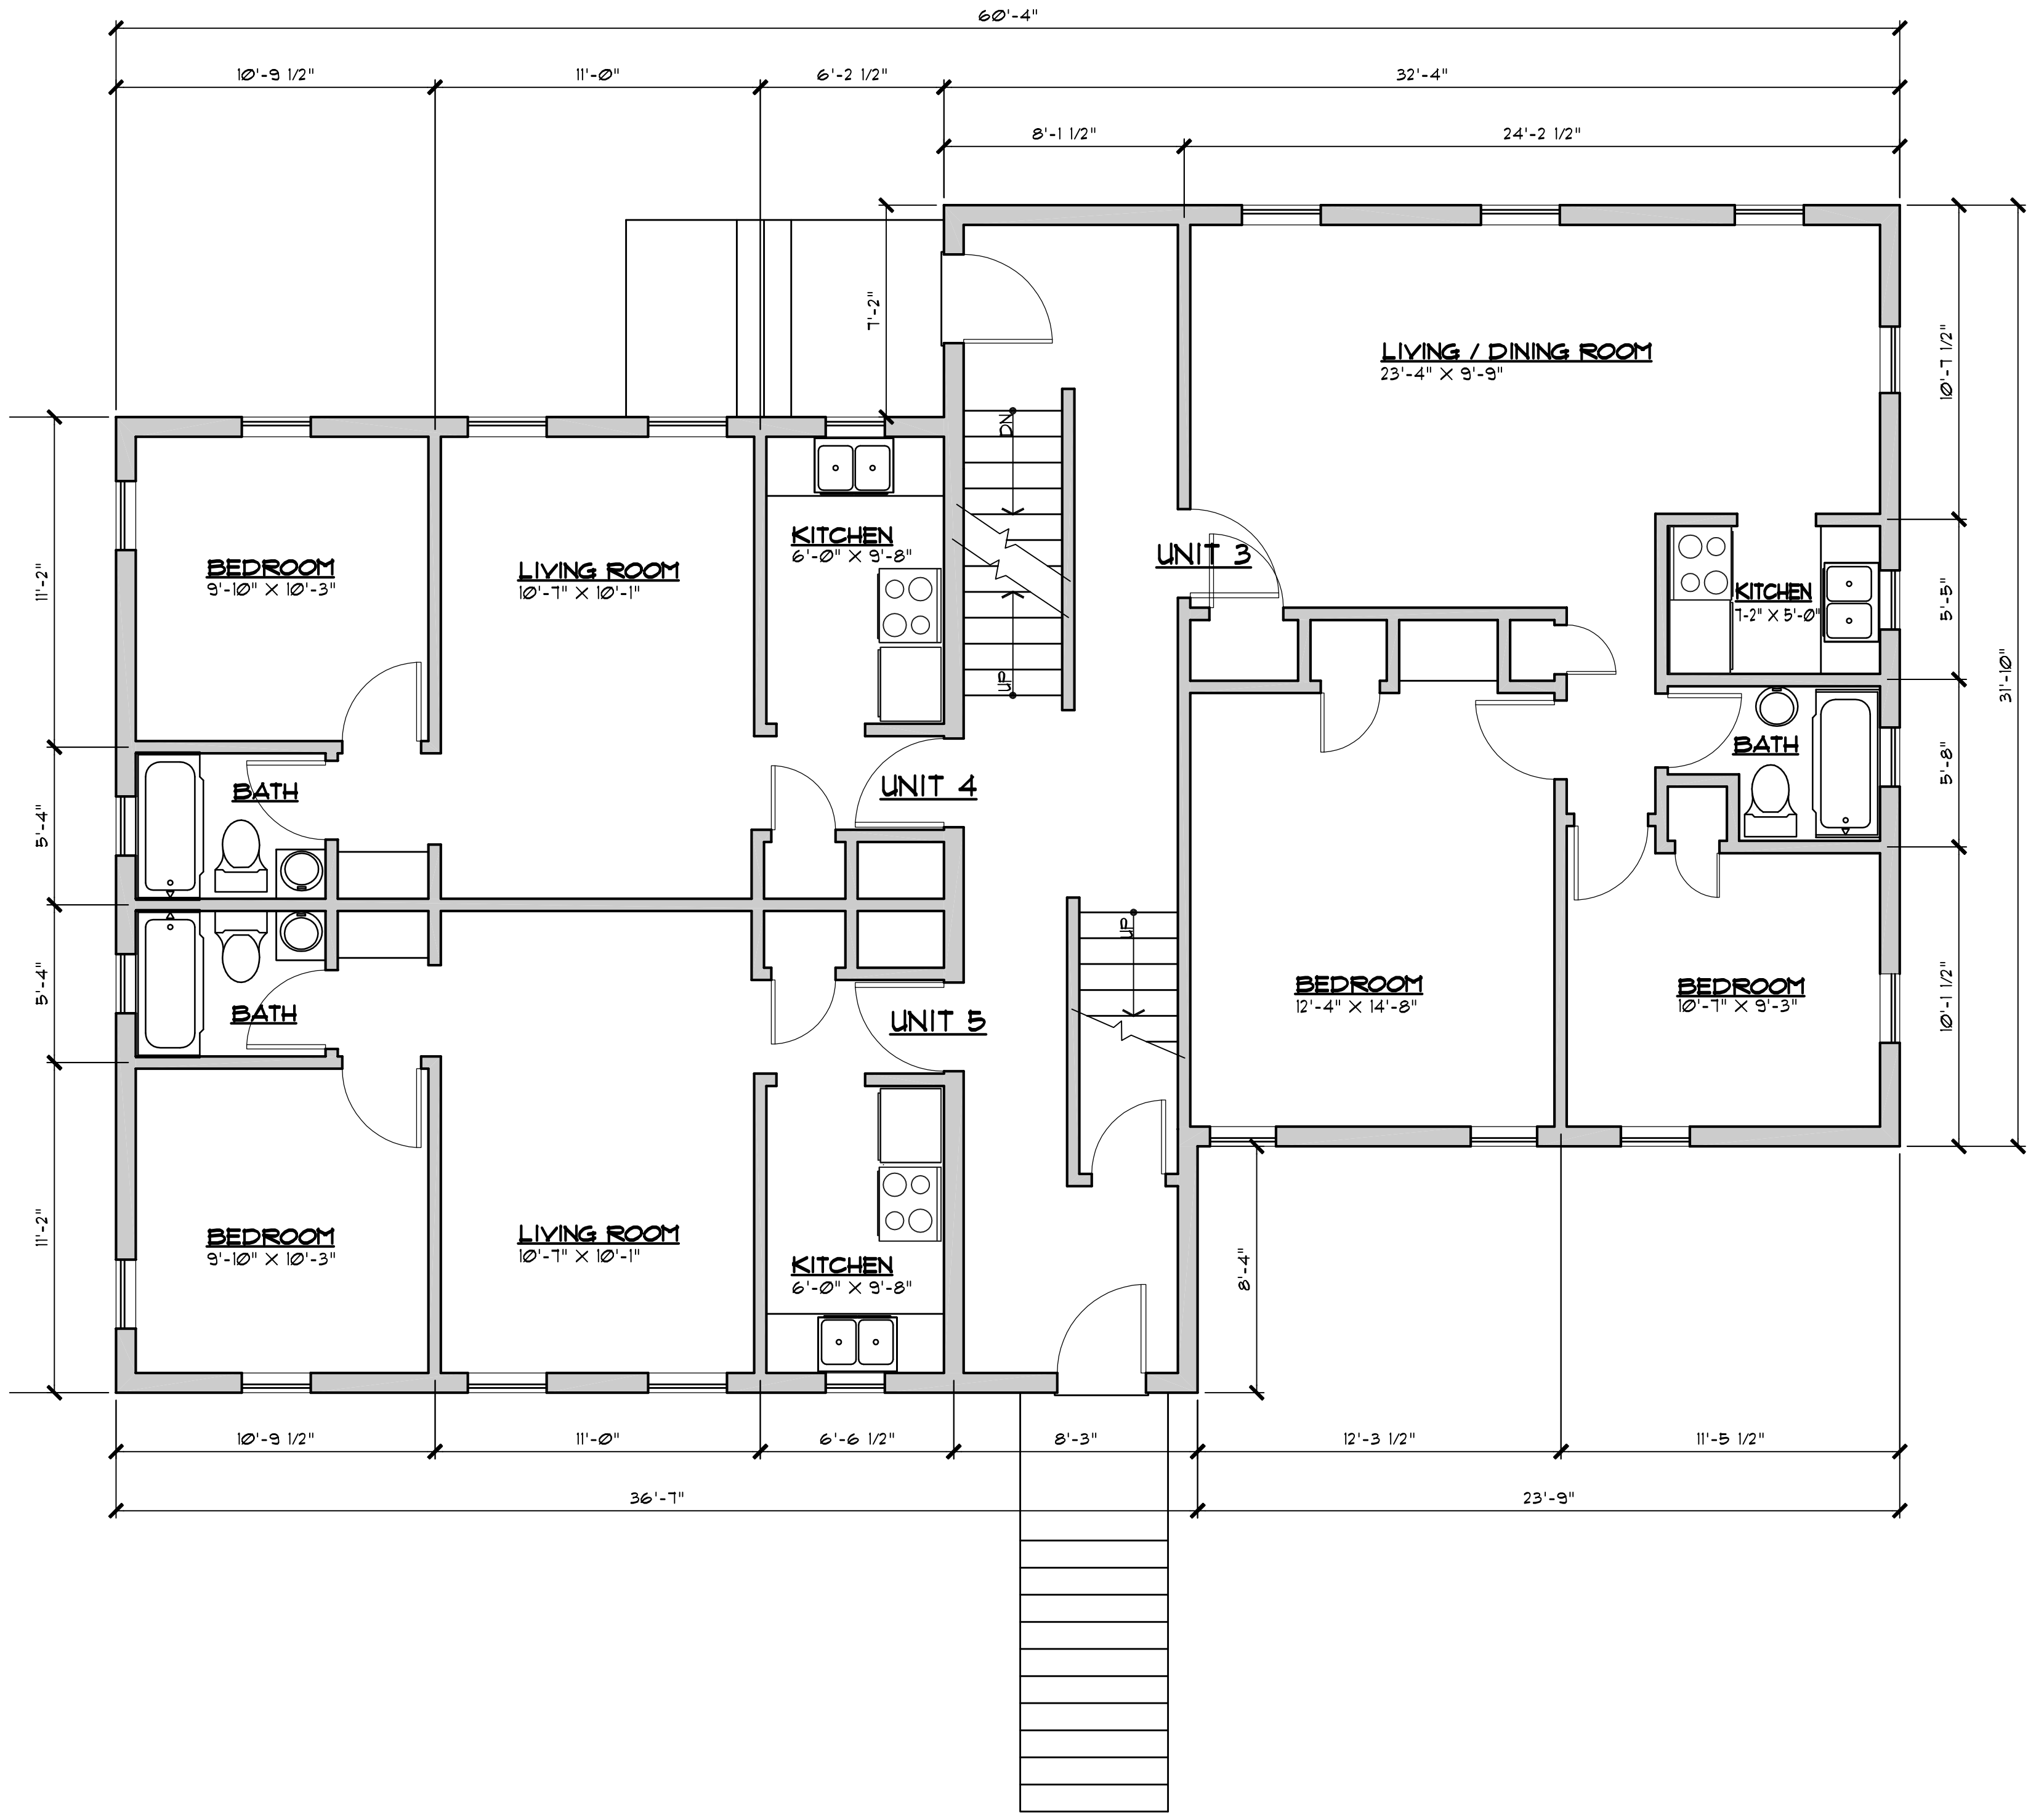 60'-4"
10'-9 1/2"
11'-0"
6'-2 1/2"
32'-4"
8'-1 1/2"
24'-2 1/2"
7'-2"
LIVING / DINING ROOM
23'-4" X 9'-9"
10'-7 1/2"
DN
BEDROOM
9'-10" X 10'-3"
LIVING ROOM
10'-7" X 10'-1"
KITCHEN
6'-0" X 9'-8"
UNIT 3
KITCHEN
7-2" X 5'-0"
11'-2"
5'-5"
31'-10"
UP
BATH
UNIT 4
BATH
5'-8"
5'-4"
UP
5'-4"
BATH
UNIT 5
BEDROOM
12'-4" X 14'-8"
BEDROOM
10'-7" X 9'-3"
10'-1 1/2"
11'-2"
BEDROOM
9'-10" X 10'-3"
LIVING ROOM
10'-7" X 10'-1"
KITCHEN
6'-0" X 9'-8"
8'-4"
10'-9 1/2"
11'-0"
6'-6 1/2"
8'-3"
12'-3 1/2"
11'-5 1/2"
36'-7"
23'-9"